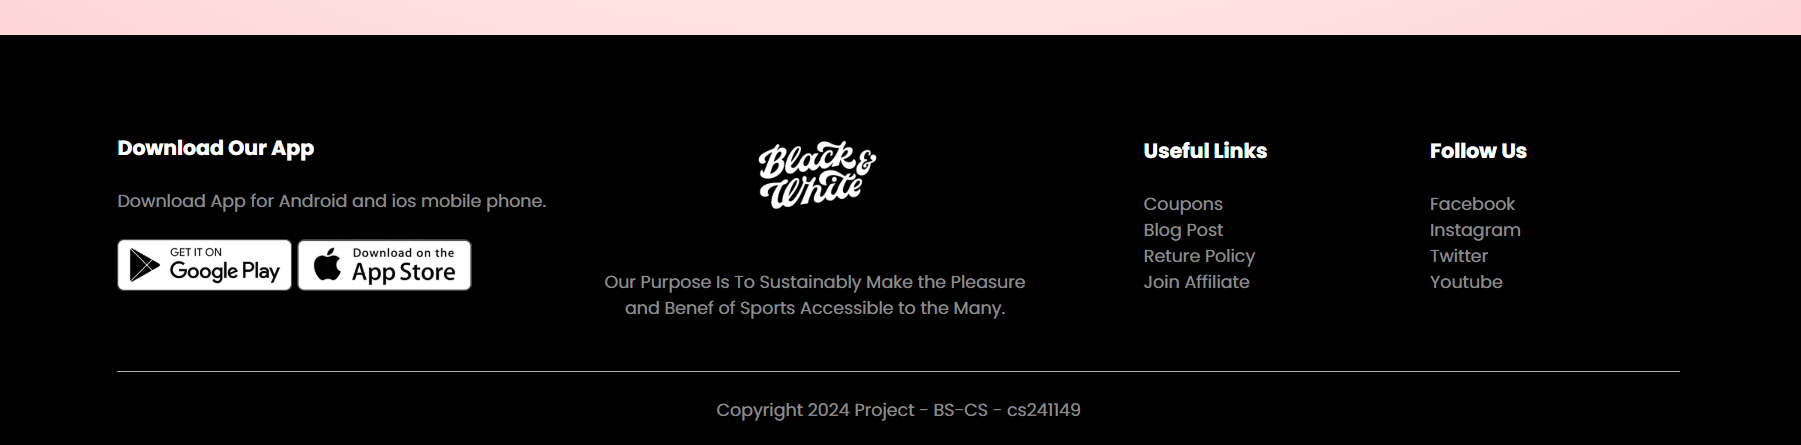 Download Our App
Download App for Android and ios mobile phone.
GET IT ON
Google Play
Download on the
App Store
Black &
White
Our Purpose Is To Sustainably Make the Pleasure
and Benef of Sports Accessible to the Many.
Useful Links
Coupons
Blog Post
Reture Policy
Join Affiliate
Follow Us
Facebook
Instagram
Twitter
Youtube
Copyright 2024 Project - BS-CS - cs241149